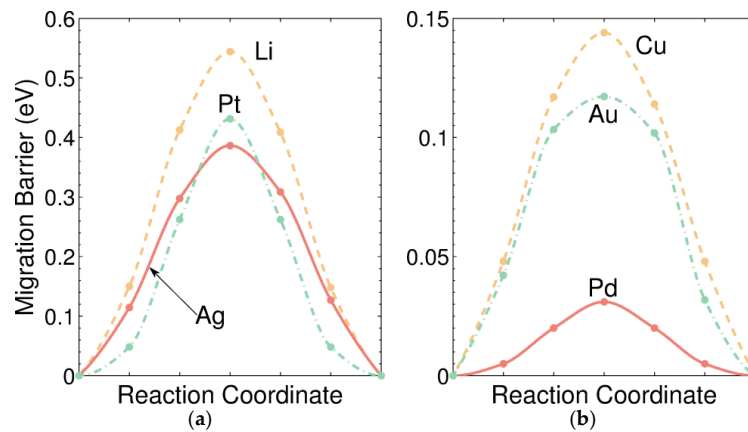 Migration Barrier (eV)
0.6
0.5
0.4
0.3
0.2
0.1
0
Li
Pt
Ag
Reaction Coordinate
(a)
0.15
0.1
0.05
0
Cu
Au
Pd
Reaction Coordinate
(b)